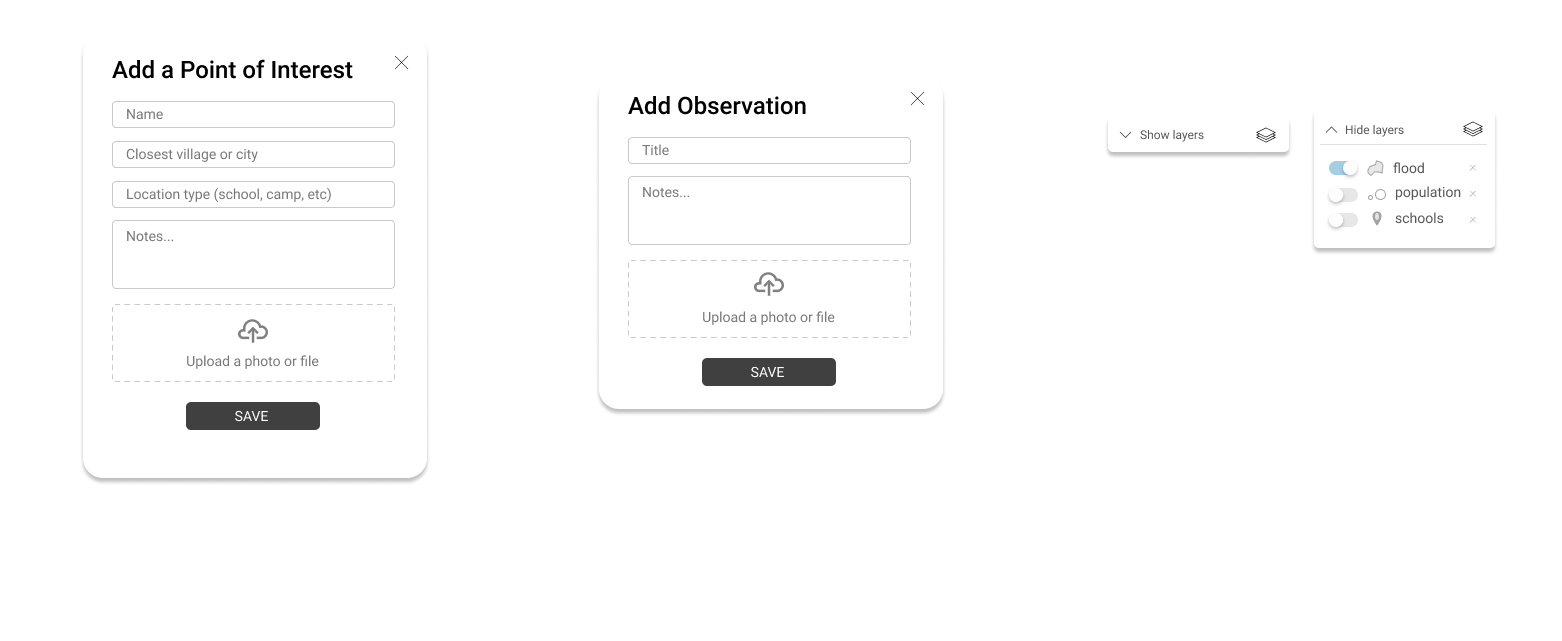 Add a Point of Interest
Name
Closest village or city
Location type (school, camp, etc)
Notes...
Upload a photo or file
SAVE
Add Observation
Title
Notes...
Upload a photo or file
SAVE
Show layers
Hide layers
flood
population
schools